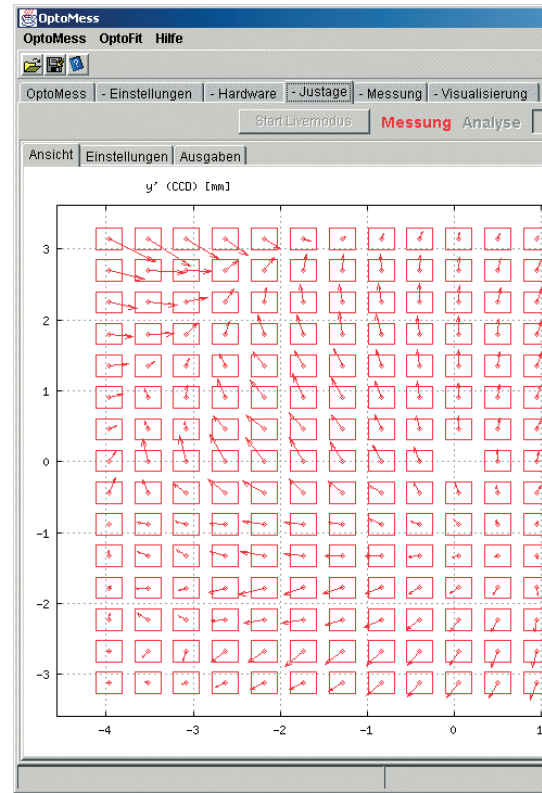 OptoMess
OptoMess OptoFit Hilfe
OptoMess - Einstellungen - Hardware - Justage - Messung - Visualisierung
Start Livemodus Messung Analyse
Ansicht Einstellungen Ausgaben
y' (CCD) [mm]
3
2
1
0
-1
-2
-3
-4 -3 -2 -1 0 1